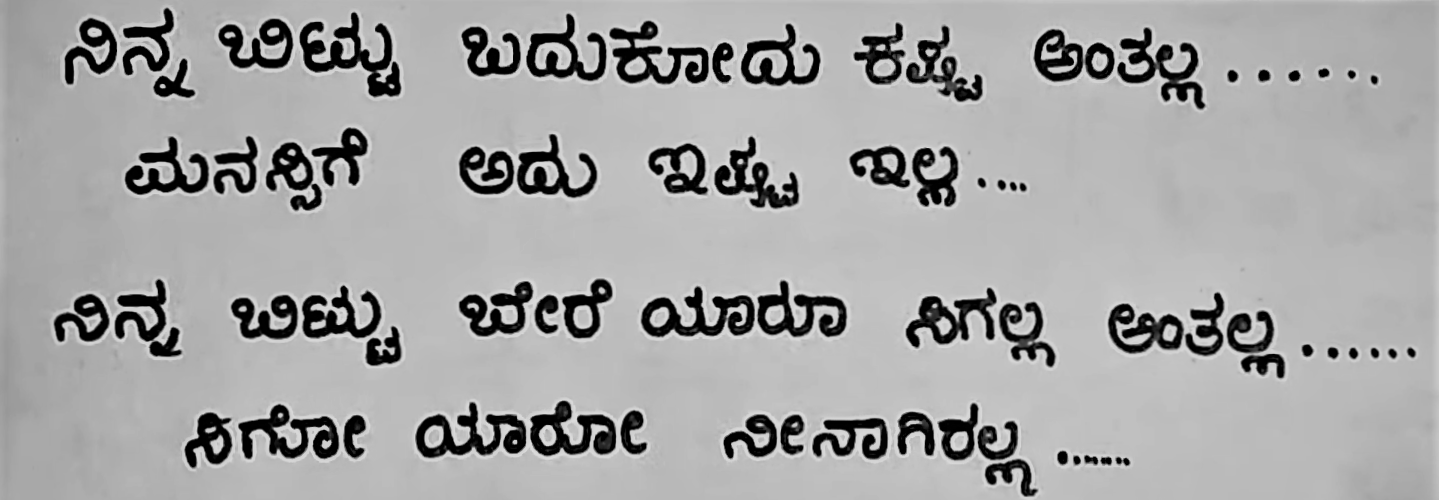 ನಿನ್ನ ಬಿಟ್ಟು ಬದುಕೋದು ಕಷ್ಟ ಅಂತಲ್ಲ......
ಮನಸ್ಸಿಗೆ ಅದು ಇಷ್ಟ ಇಲ್ಲ....
ನಿನ್ನ ಬಿಟ್ಟು ಬೇರೆ ಯಾರೂ ಸಿಗಲ್ಲ ಅಂತಲ್ಲ......
ಸಿಗೋ ಯಾರೋ ನೀನಾಗಿರಲ್ಲ......